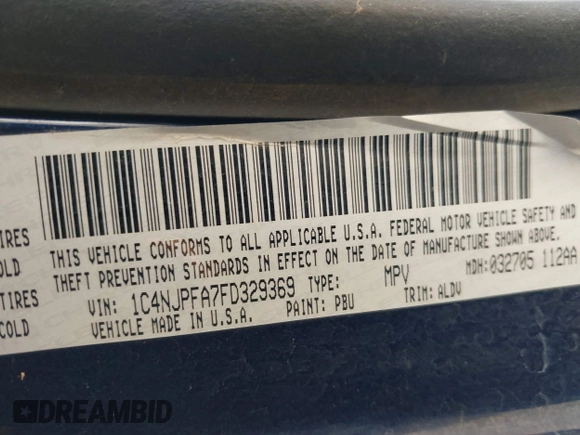 THIS VEHICLE CONFORMS TO ALL APPLICABLE U.S.A. FEDERAL MOTOR VEHICLE SAFETY AND
THEFT PREVENTION STANDARDS IN EFFECT ON THE DATE OF MANUFACTURE SHOWN ABOVE.
MDH:032705 112AA
VIN: 1C4NJPFA7FD329369 TYPE: MPV
VEHICLE MADE IN U.S.A. PAINT: PBU TRIM: ALDV
IRES
OLD
TIRES
COLD
DREAMBID